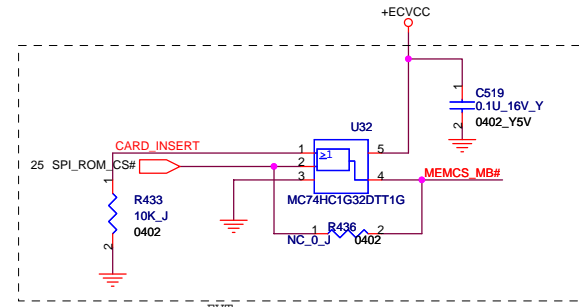 +ECVCC
C519
0.1U_16V_Y
0402_Y5V
1
2
U32
CARD_INSERT
1
≥1
5
25 SPI_ROM_CS#
2
3
4
MEMCS_MB#
MC74HC1G32DTT1G
1
R433
10K_J
0402
2
R436
1
2
NC_0_J
0402